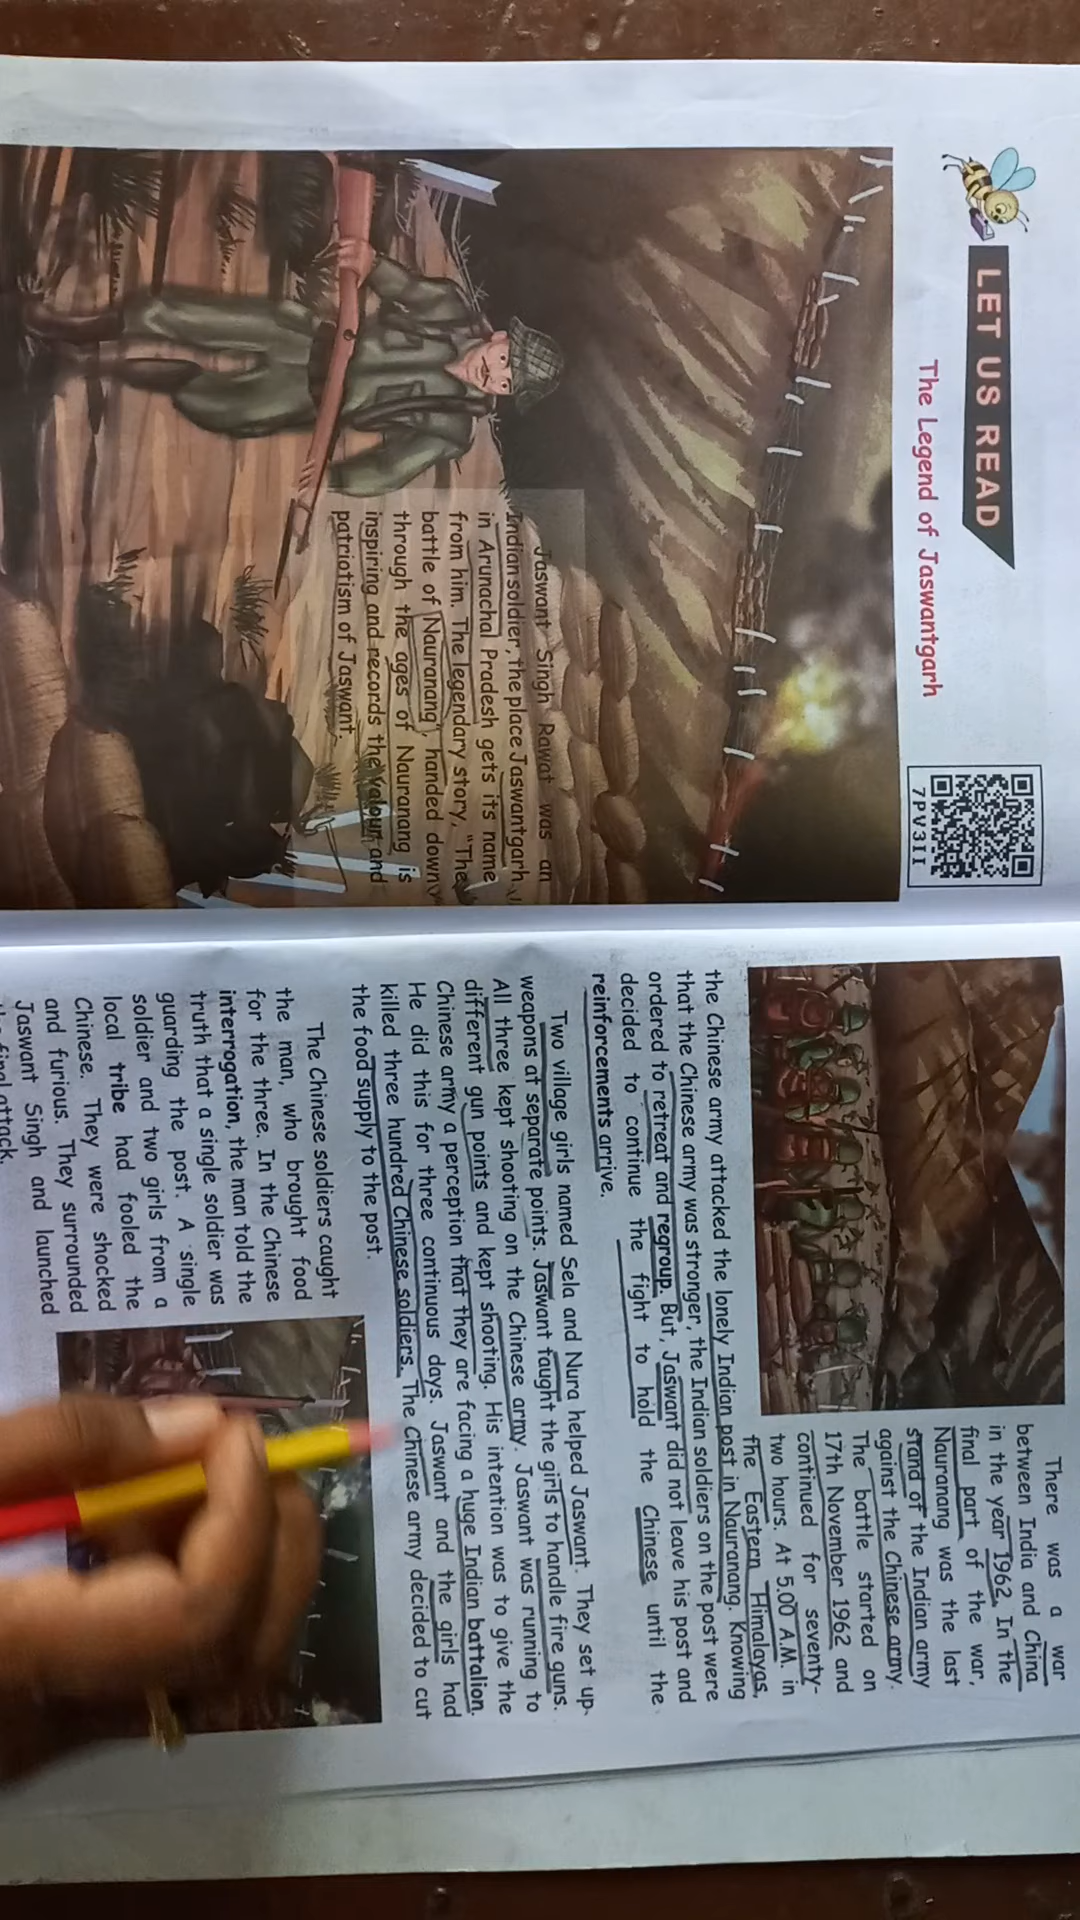 LET US READ
The Legend of Jaswantgarh
7PV3II
Jaswant Singh Rawat was an
Indian soldier, the place Jaswantgarh
in Arunachal Pradesh gets its name
from him. The legendary story, "The
battle of Nauranang", handed down
through the ages of Nauranang is
inspiring and records the valour and
patriotism of Jaswant.
There was a war
between India and China
in the year 1962. In the
final part of the war,
Nauranang was the last
stand of the Indian army
against the Chinese army.
The battle started on
17th November 1962 and
continued for seventy-
two hours. At 5.00 A.M. in
the Eastern Himalayas,
the Chinese army attacked the lonely Indian post in Nauranang. Knowing
that the Chinese army was stronger, the Indian soldiers on the post were
ordered to retreat and regroup. But, Jaswant did not leave his post and
decided to continue the fight to hold the Chinese until the
reinforcements arrive.
Two village girls named Sela and Nura helped Jaswant. They set up
weapons at separate points. Jaswant taught the girls to handle fire guns.
All three kept shooting on the Chinese army. Jaswant was running to
different gun points and kept shooting. His intention was to give the
Chinese army a perception that they are facing a huge Indian battalion.
He did this for three continuous days. Jaswant and the girls had
killed three hundred Chinese soldiers. The Chinese army decided to cut
the food supply to the post.
The Chinese soldiers caught
the man, who brought food
for the three. In the Chinese
interrogation, the man told the
truth that a single soldier was
guarding the post. A single
soldier and two girls from a
local tribe had fooled the
Chinese. They were shocked
and furious. They surrounded
Jaswant Singh and launched
final attack.